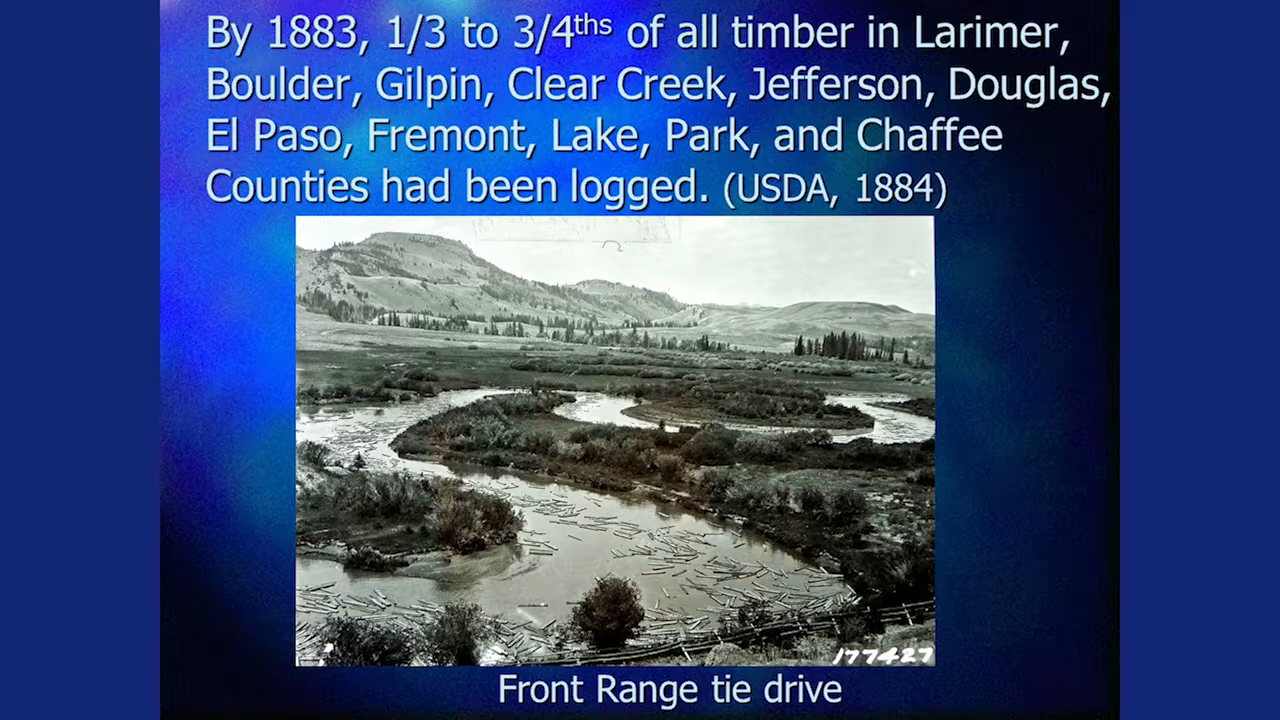 By 1883, 1/3 to 3/4ths of all timber in Larimer,
Boulder, Gilpin, Clear Creek, Jefferson, Douglas,
El Paso, Fremont, Lake, Park, and Chaffee
Counties had been logged. (USDA, 1884)
177427
Front Range tie drive